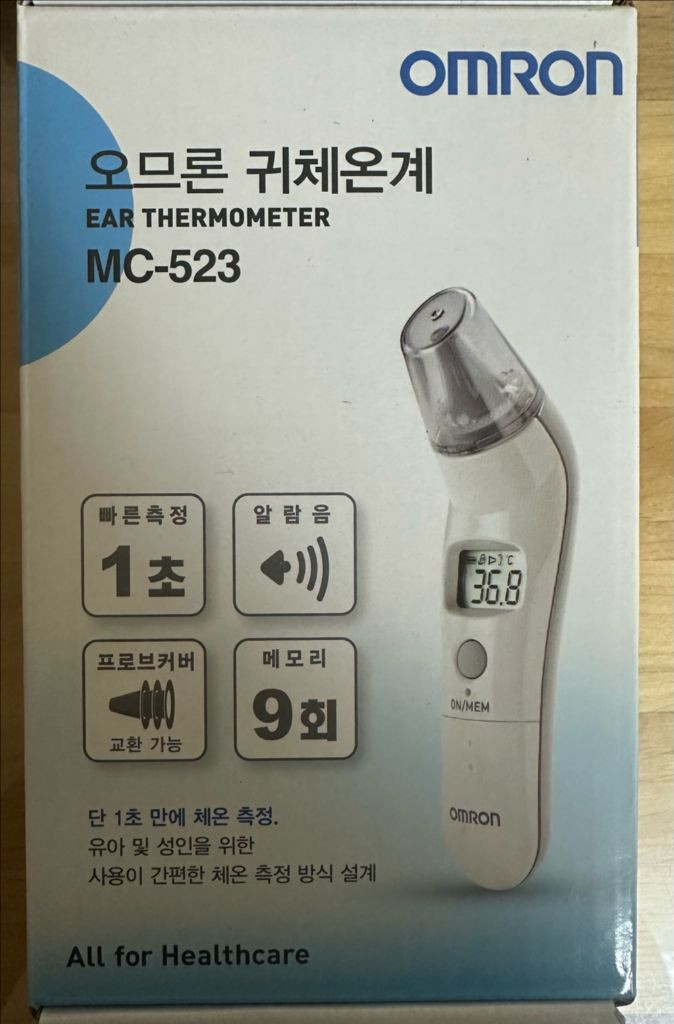 OMRON
오므론 귀체온계
EAR THERMOMETER
MC-523
빠른측정
1초
알람음
프로브커버
교환 가능
메모리
9회
℃
36.8
ON/MEM
OMRON
단 1초 만에 체온 측정.
유아 및 성인을 위한
사용이 간편한 체온 측정 방식 설계
All for Healthcare